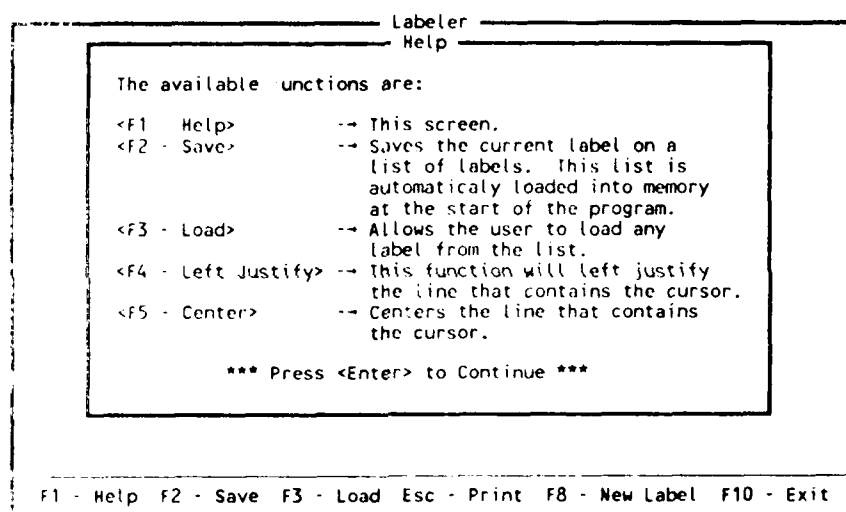 Labeler
Help
The available unctions are:
<F1   Help> --→ This screen.
<F2 - Save> --→ Saves the current label on a
list of labels. This list is
automaticaly loaded into memory
at the start of the program.
<F3 - Load> --→ Allows the user to load any
label from the list.
<F4 - Left Justify> --→ This function will left justify
the line that contains the cursor.
<F5 - Center> --→ Centers the line that contains
the cursor.
*** Press <Enter> to Continue ***
F1 - Help  F2 - Save  F3 - Load  Esc - Print  F8 - New Label  F10 - Exit